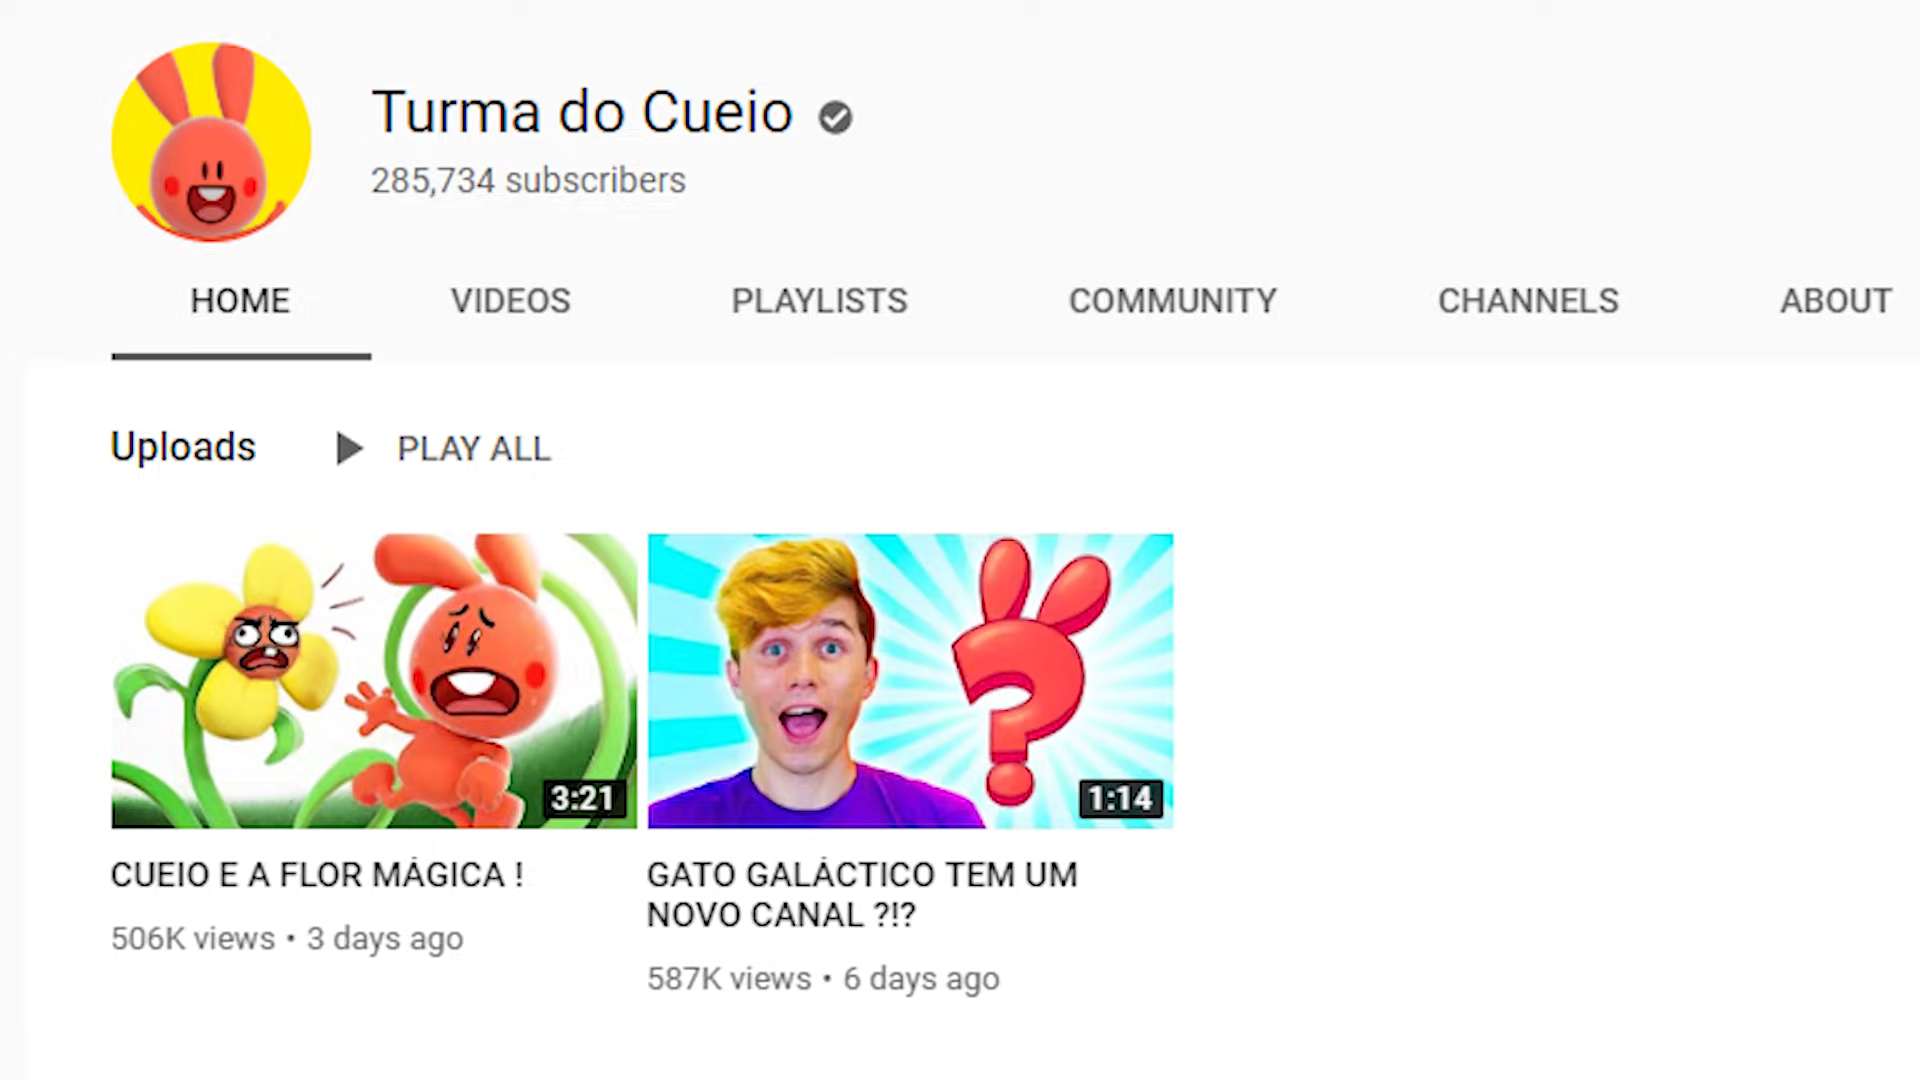 Turma do Cueio
285,734 subscribers
HOME VIDEOS PLAYLISTS COMMUNITY CHANNELS ABOUT
Uploads PLAY ALL
3:21
1:14
CUEIO E A FLOR MÁGICA !
506K views • 3 days ago
GATO GALÁCTICO TEM UM
NOVO CANAL ?!?
587K views • 6 days ago